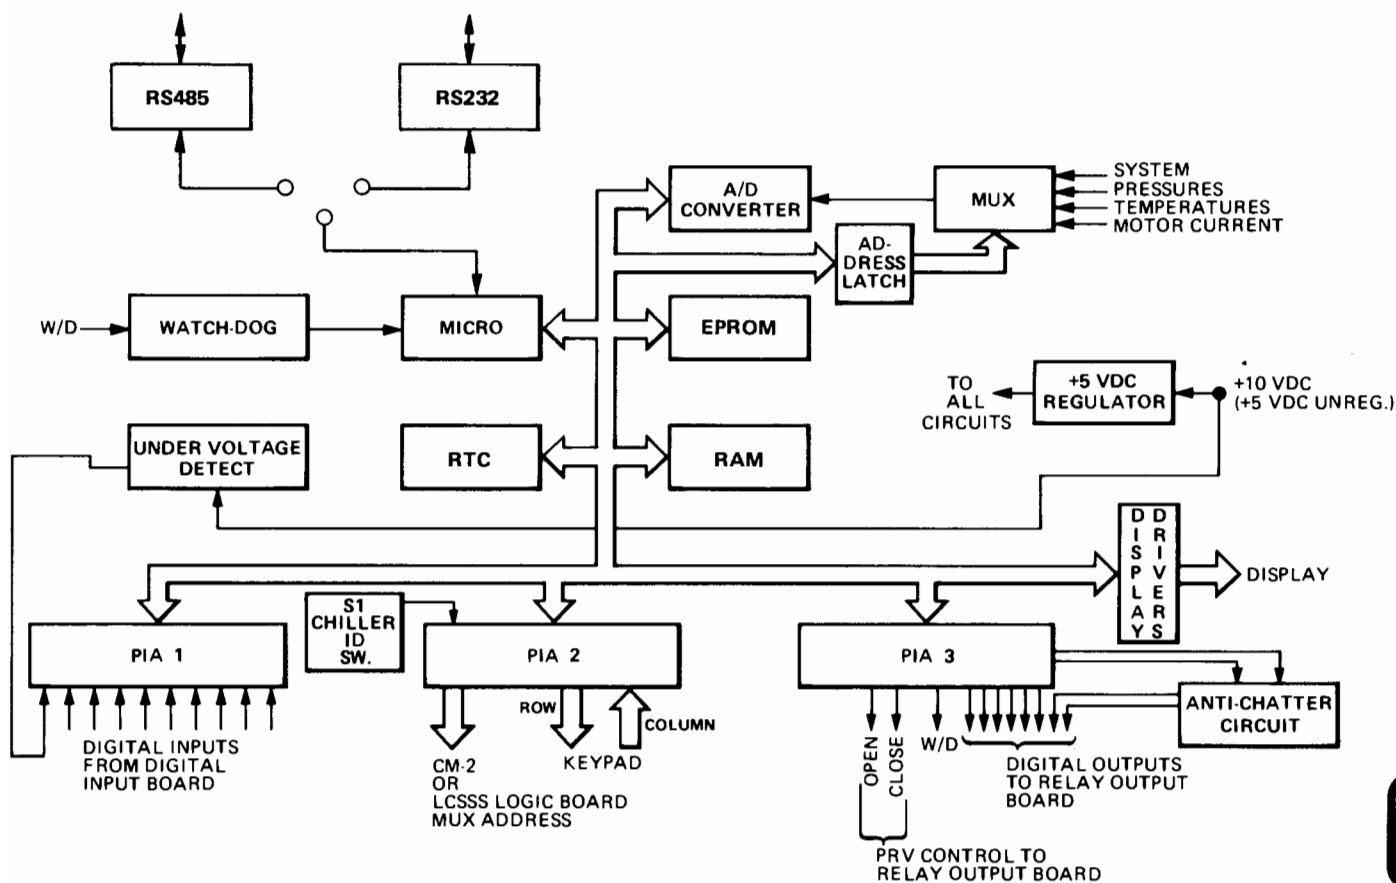 RS485
RS232
A/D
CONVERTER
MUX
SYSTEM
PRESSURES
TEMPERATURES
MOTOR CURRENT
AD-
DRESS
LATCH
W/D
WATCH-DOG
MICRO
EPROM
TO
ALL
CIRCUITS
+5 VDC
REGULATOR
+10 VDC
(+5 VDC UNREG.)
UNDER VOLTAGE
DETECT
RTC
RAM
DISPLAY
DRIVERS
DISPLAY
PIA 1
S1
CHILLER
ID
SW.
PIA 2
PIA 3
ANTI-CHATTER
CIRCUIT
DIGITAL INPUTS
FROM DIGITAL
INPUT BOARD
ROW
COLUMN
CM-2
OR
LCSSS LOGIC BOARD
MUX ADDRESS
KEYPAD
OPEN
CLOSE
W/D
DIGITAL OUTPUTS
TO RELAY OUTPUT
BOARD
PRV CONTROL TO
RELAY OUTPUT BOARD